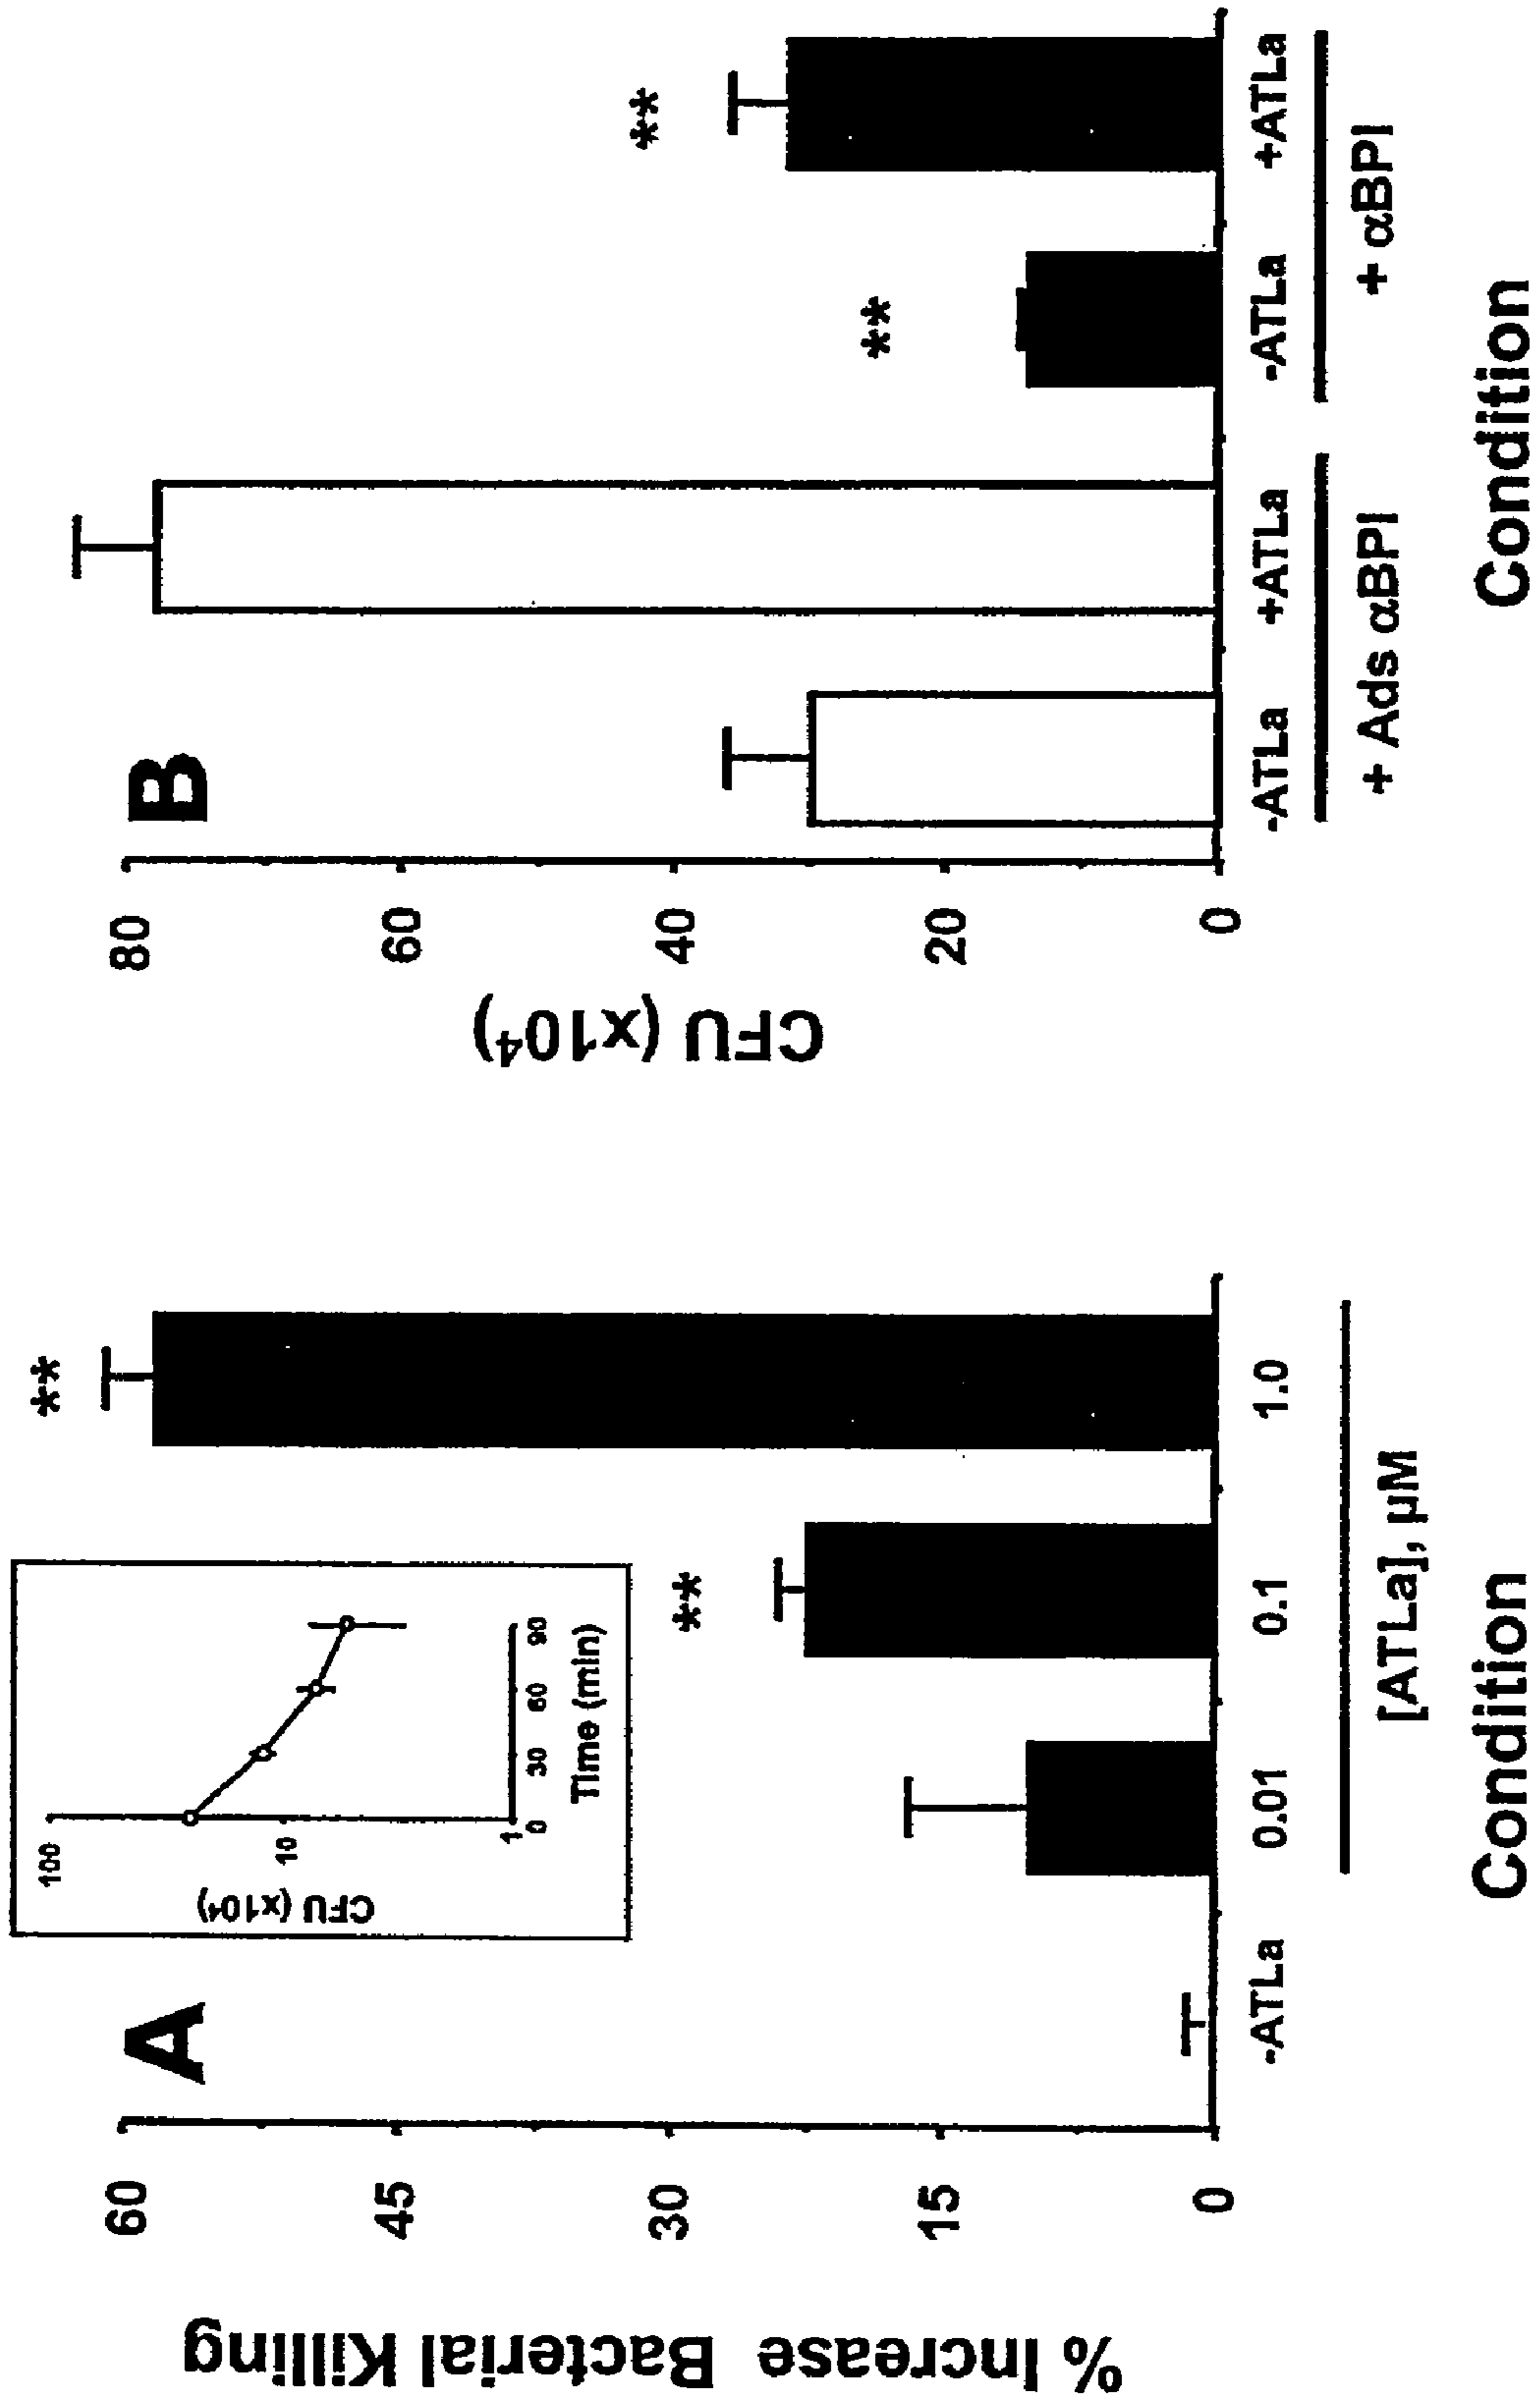 A
% Increase Bacterial Killing
60
45
30
15
0
CFU (x10⁴)
100
10
1
0 30 60 90
Time (min)
**
**
-ATLa 0.01 0.1 1.0
[ATLa], µM
Condition
B
CFU (x10⁴)
80
60
40
20
0
**
**
-ATLa +ATLa -ATLa +ATLa
+ Ads αBPI + αBPI
Condition